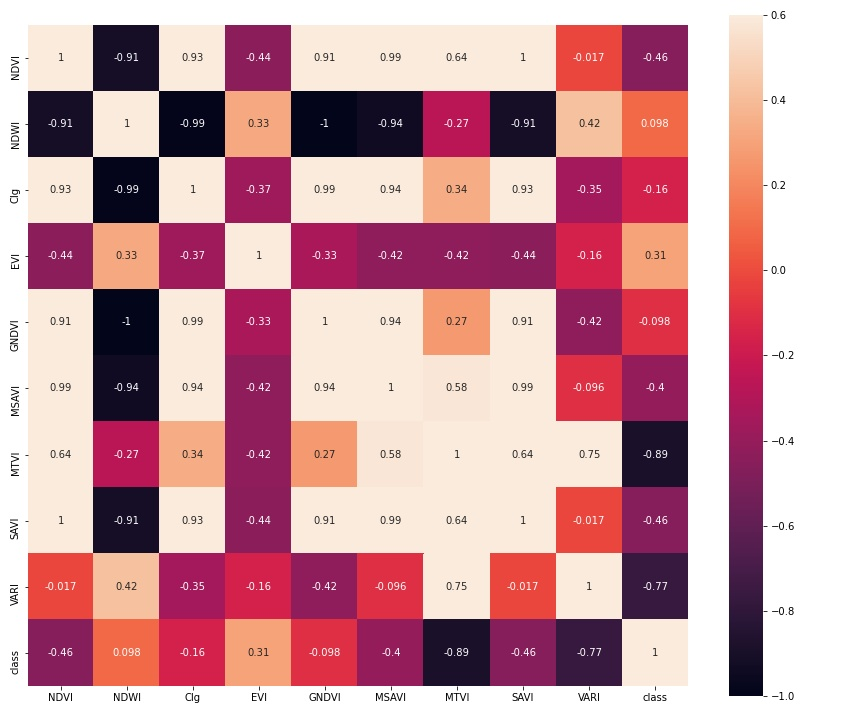 NDVI 1 -0.91 0.93 -0.44 0.91 0.99 0.64 1 -0.017 -0.46
NDWI -0.91 1 -0.99 0.33 -1 -0.94 -0.27 -0.91 0.42 0.098
CIg 0.93 -0.99 1 -0.37 0.99 0.94 0.34 0.93 -0.35 -0.16
EVI -0.44 0.33 -0.37 1 -0.33 -0.42 -0.42 -0.44 -0.16 0.31
GNDVI 0.91 -1 0.99 -0.33 1 0.94 0.27 0.91 -0.42 -0.098
MSAVI 0.99 -0.94 0.94 -0.42 0.94 1 0.58 0.99 -0.096 -0.4
MTVI 0.64 -0.27 0.34 -0.42 0.27 0.58 1 0.64 0.75 -0.89
SAVI 1 -0.91 0.93 -0.44 0.91 0.99 0.64 1 -0.017 -0.46
VARI -0.017 0.42 -0.35 -0.16 -0.42 -0.096 0.75 -0.017 1 -0.77
class -0.46 0.098 -0.16 0.31 -0.098 -0.4 -0.89 -0.46 -0.77 1
NDVI NDWI CIg EVI GNDVI MSAVI MTVI SAVI VARI class
0.6
0.4
0.2
0.0
−0.2
−0.4
−0.6
−0.8
−1.0